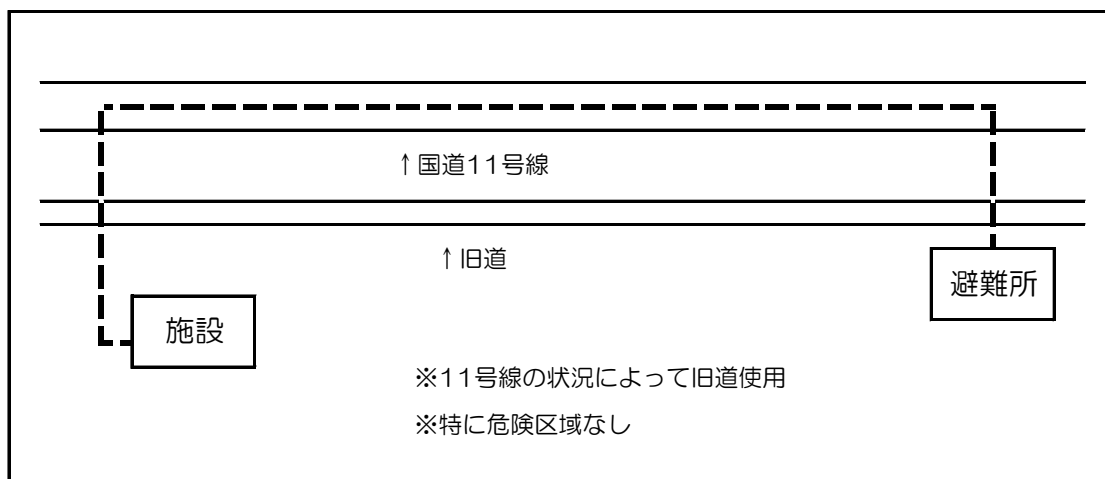 ↑国道11号線
↑旧道
避難所
施設
※11号線の状況によって旧道使用
※特に危険区域なし